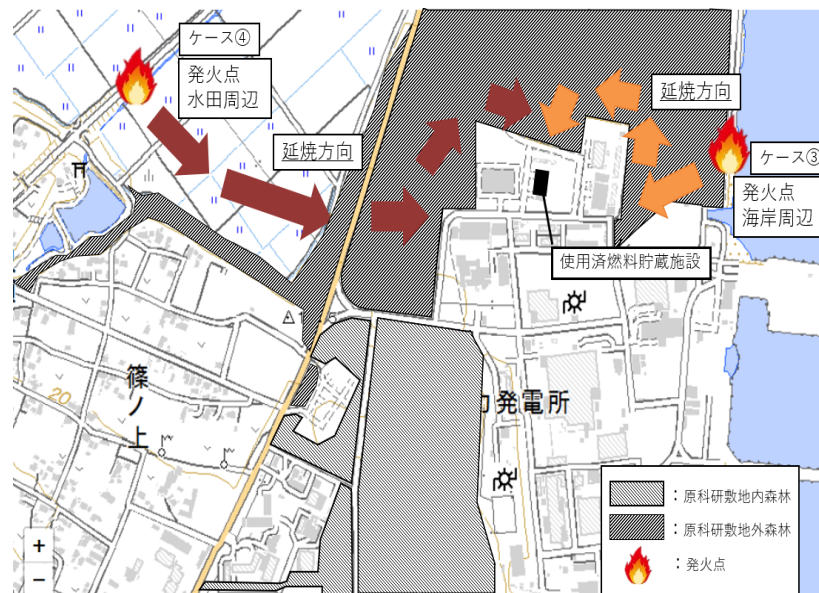 ケース④
発火点
水田周辺
延焼方向
延焼方向
ケース③
発火点
海岸周辺
使用済燃料貯蔵施設
篠ノ上
20
発電所
：原科研敷地内森林
：原科研敷地外森林
：発火点
+
−